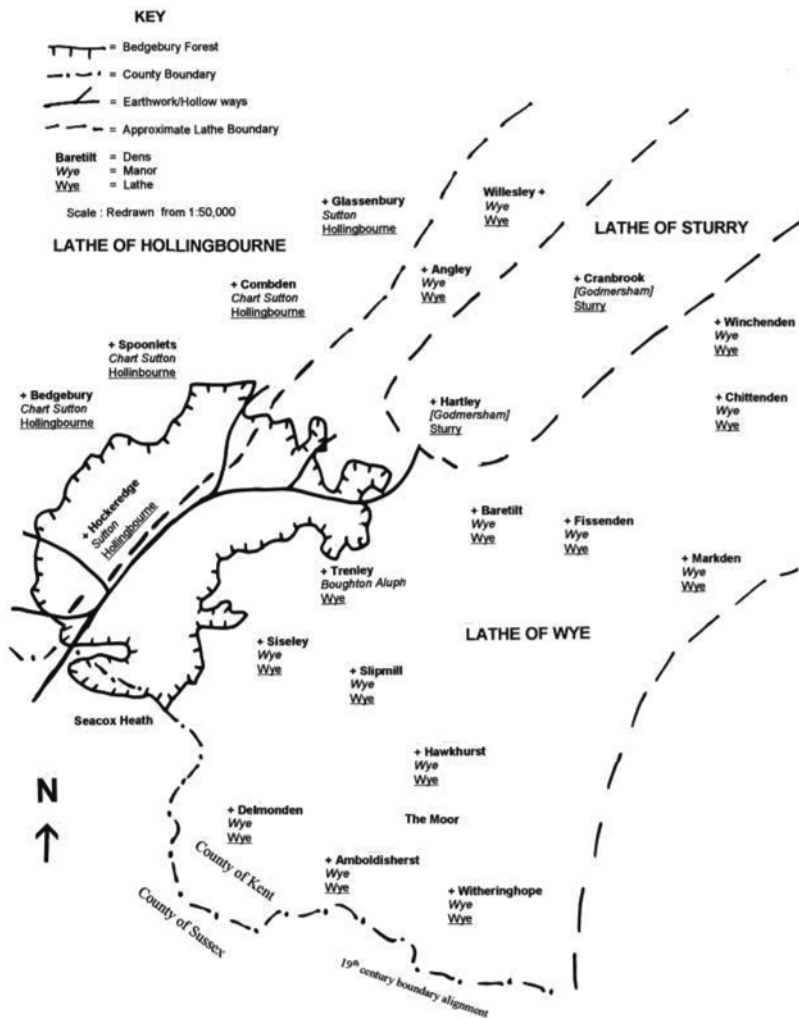 KEY
= Bedgebury Forest
= County Boundary
= Earthwork/Hollow ways
= Approximate Lathe Boundary
Baretilt = Dens
Wye = Manor
Wye = Lathe
Scale : Redrawn from 1:50,000
LATHE OF HOLLINGBOURNE
+ Glassenbury
Sutton
Hollingbourne
Willesley +
Wye
Wye
LATHE OF STURRY
+ Combden
Chart Sutton
Hollingbourne
+ Angley
Wye
Wye
+ Cranbrook
[Godmersham]
Sturry
+ Winchenden
Wye
Wye
+ Spoonlets
Chart Sutton
Hollinbourne
+ Bedgebury
Chart Sutton
Hollingbourne
+ Hartley
[Godmersham]
Sturry
+ Chittenden
Wye
Wye
+ Hockeredge
Sutton
Hollingbourne
+ Baretilt
Wye
Wye
+ Fissenden
Wye
Wye
+ Markden
Wye
Wye
+ Trenley
Boughton Aluph
Wye
LATHE OF WYE
+ Siseley
Wye
Wye
+ Slipmill
Wye
Wye
Seacox Heath
+ Hawkhurst
Wye
Wye
N
+ Delmonden
Wye
Wye
The Moor
County of Kent
County of Sussex
+ Amboldisherst
Wye
Wye
+ Witheringhope
Wye
Wye
19th century boundary alignment